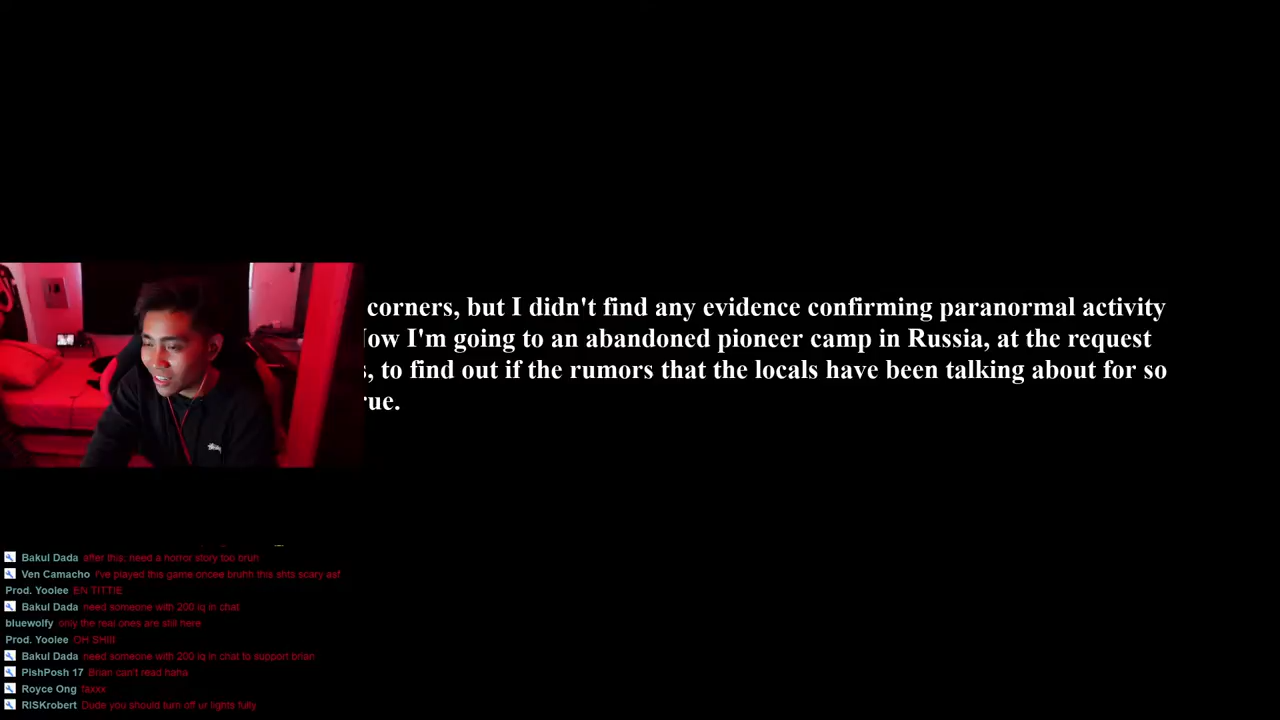 corners, but I didn't find any evidence confirming paranormal activity
Now I'm going to an abandoned pioneer camp in Russia, at the request
s, to find out if the rumors that the locals have been talking about for so
rue.
Bakul Dada after this, need a horror story too bruh
Ven Camacho I've played this game oncee bruhh this shts scary asf
Prod. Yoolee EN TITTIE
Bakul Dada need someone with 200 iq in chat
bluewolfy only the real ones are still here
Prod. Yoolee OH SHIII
Bakul Dada need someone with 200 iq in chat to support brian
PishPosh 17 Brian can't read haha
Royce Ong faxxx
RISKrobert Dude you should turn off ur lights fully